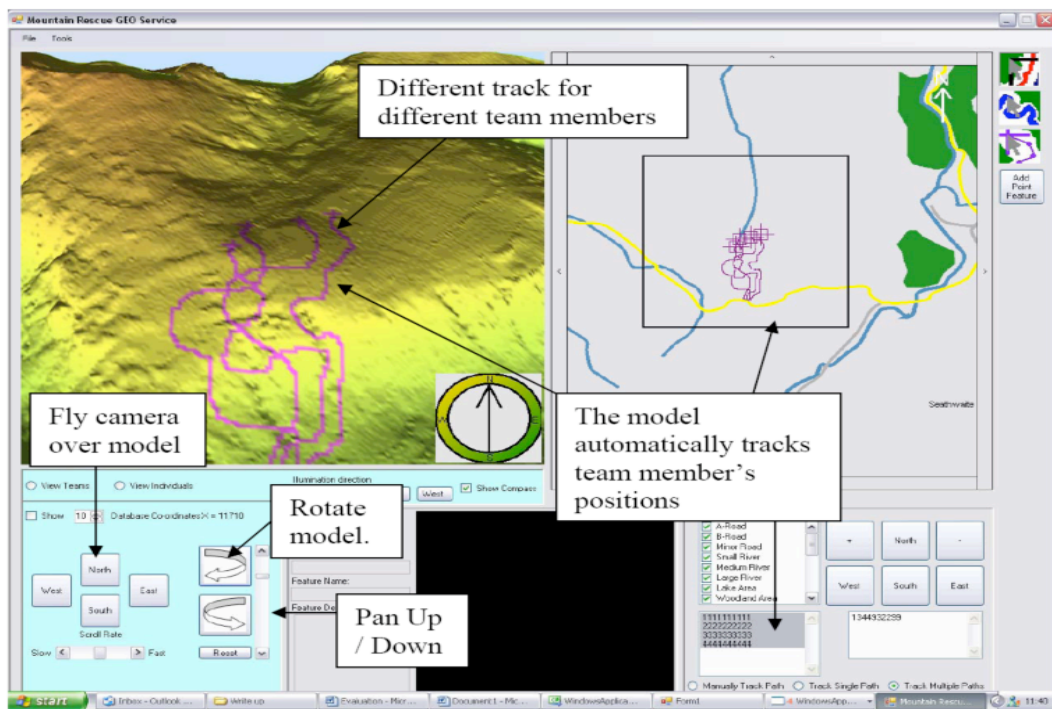 Mountain Rescue GEO Service
File Tools
Different track for
different team members
N
Add
Point
Feature
Seathwaite
N
W
E
S
Fly camera
over model
The model
automatically tracks
team member's
positions
View Teams View Individuals
Illumination direction
West Show Compass
Show 10 Database Co-ordinates X = 11710
Rotate
model.
North
West East
South
Scroll Rate
Slow Fast
Reset
Feature Name:
Pan Up
/ Down
A-Road
B-Road
Minor Road
Small River
Medium River
Large River
Lake Area
Woodland Area
+ North -
West South East
1111111111
2222222222
3333333333
4444444444
1344932299
Manually Track Path Track Single Path Track Multiple Paths
start Inbox - Outlook ... Write up Evaluation - Micr... Document1 - Mic... WindowsApplica... Form1 4 WindowsApp... Mountain Rescu... 11:40